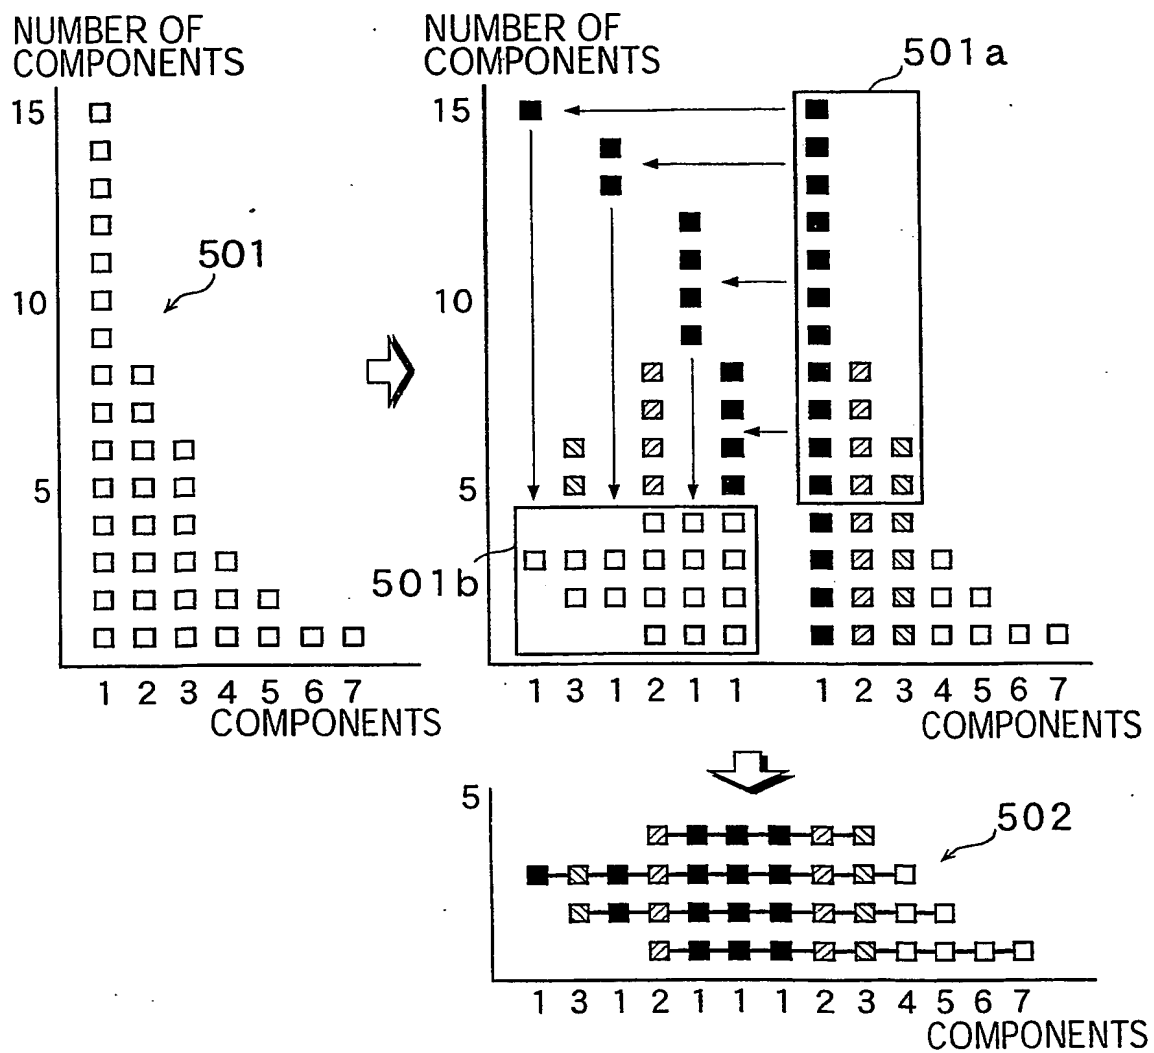 NUMBER OF
COMPONENTS
15
10
5
501
1 2 3 4 5 6 7
COMPONENTS
NUMBER OF
COMPONENTS
15
10
5
501a
501b
1 3 1 2 1 1 1 2 3 4 5 6 7
COMPONENTS
5
502
1 3 1 2 1 1 1 2 3 4 5 6 7
COMPONENTS